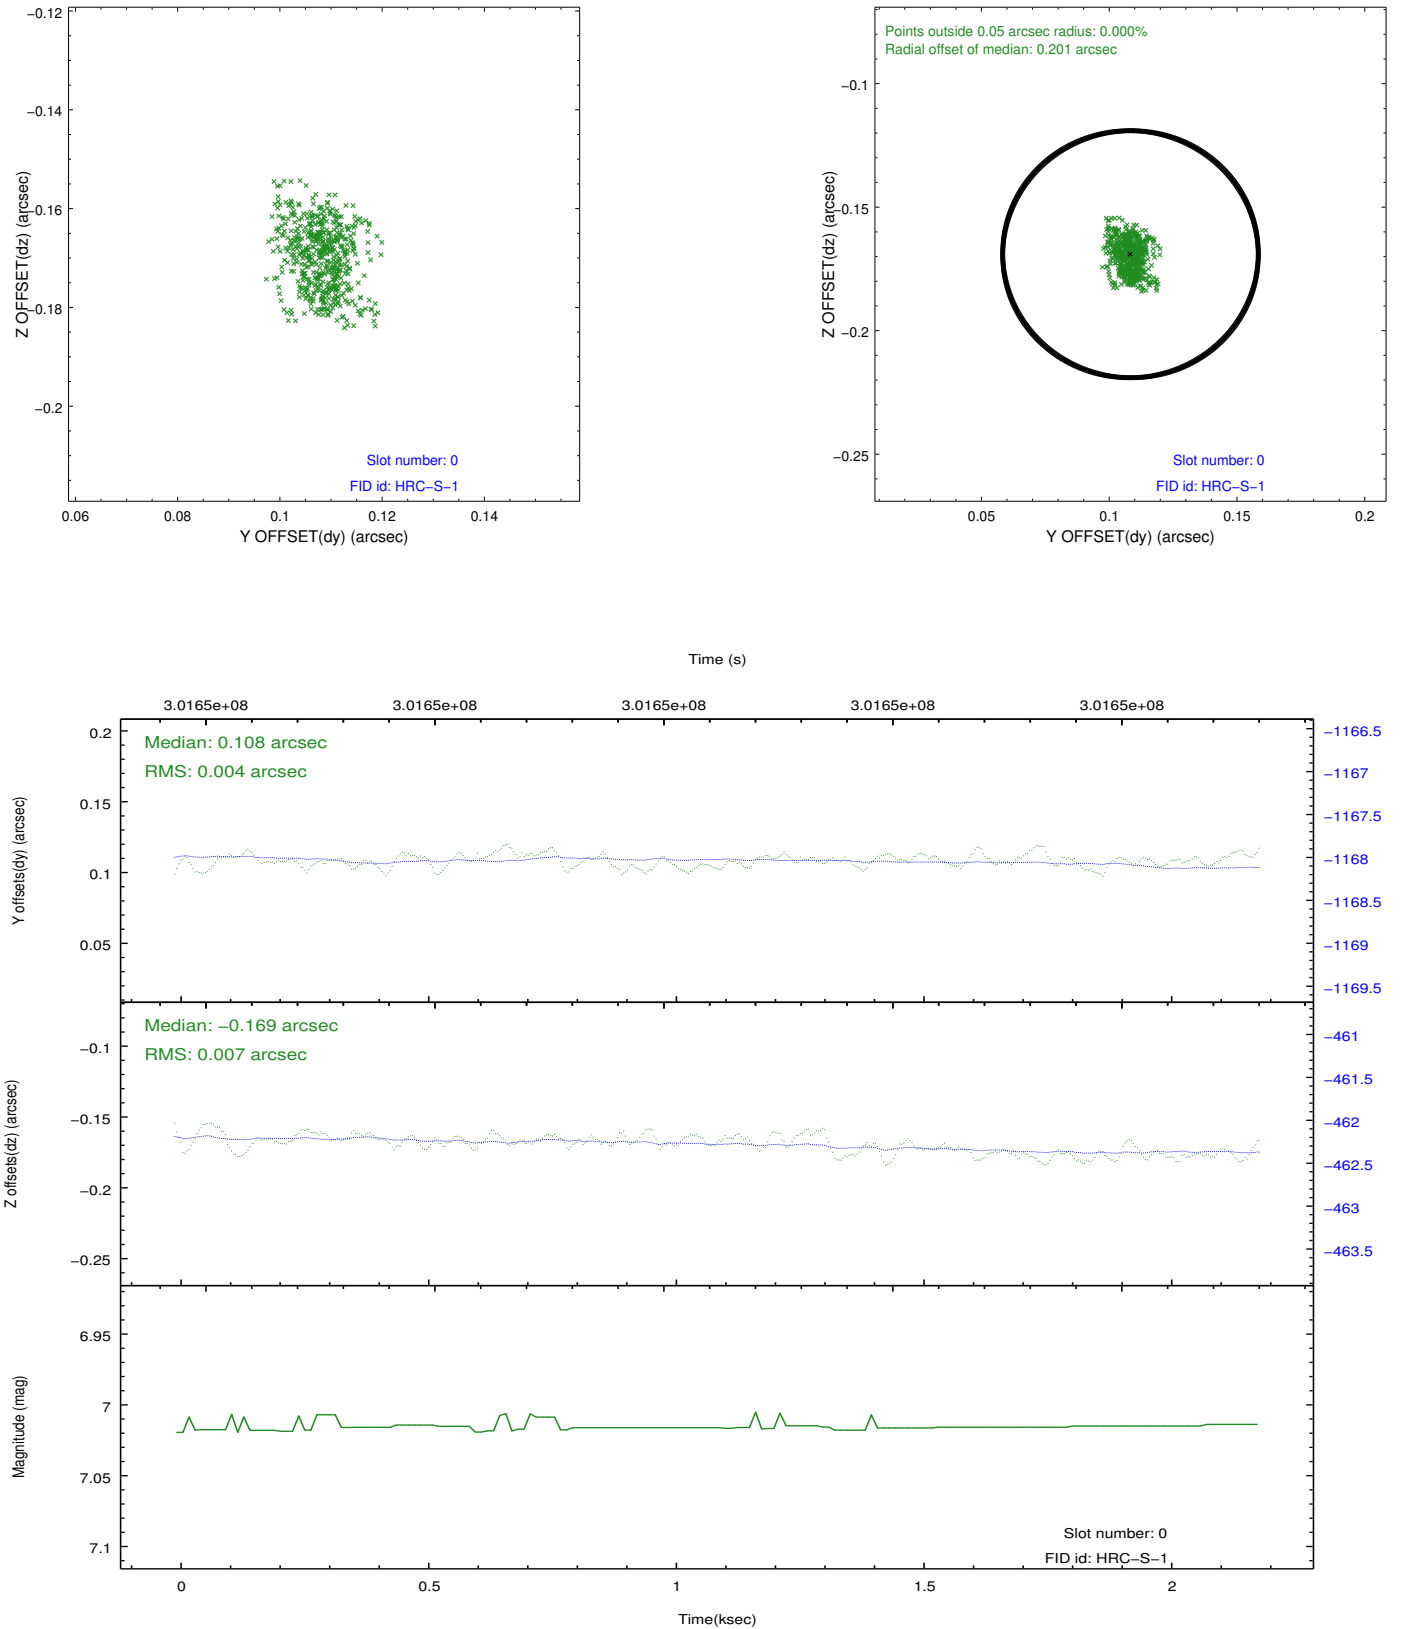 −0.12
−0.14
−0.16
−0.18
−0.2
Z OFFSET(dz) (arcsec)
Slot number: 0
FID id: HRC−S−1
0.06 0.08 0.1 0.12 0.14
Y OFFSET(dy) (arcsec)
Points outside 0.05 arcsec radius: 0.000%
Radial offset of median: 0.201 arcsec
−0.1
−0.15
−0.2
−0.25
Z OFFSET(dz) (arcsec)
Slot number: 0
FID id: HRC−S−1
0.05 0.1 0.15 0.2
Y OFFSET(dy) (arcsec)
Time (s)
3.0165e+08 3.0165e+08 3.0165e+08 3.0165e+08 3.0165e+08
Median: 0.108 arcsec
RMS: 0.004 arcsec
0.2
0.15
0.1
0.05
Y offsets(dy) (arcsec)
−1166.5
−1167
−1167.5
−1168
−1168.5
−1169
−1169.5
Median: −0.169 arcsec
RMS: 0.007 arcsec
−0.1
−0.15
−0.2
−0.25
Z offsets(dz) (arcsec)
−461
−461.5
−462
−462.5
−463
−463.5
6.95
7
7.05
7.1
Magnitude (mag)
Slot number: 0
FID id: HRC−S−1
0 0.5 1 1.5 2
Time(ksec)